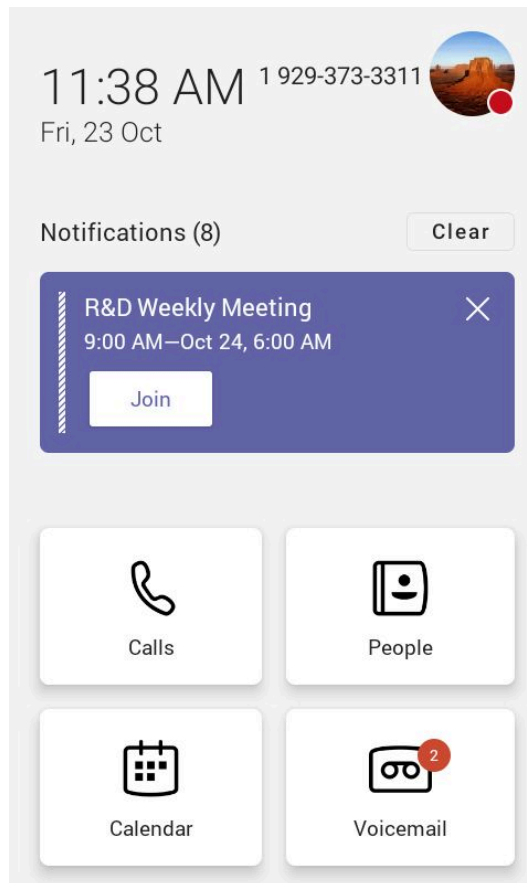 11:38 AM 1 929-373-3311
Fri, 23 Oct
Notifications (8)
Clear
R&D Weekly Meeting
9:00 AM—Oct 24, 6:00 AM
Join
Calls
People
Calendar
2
Voicemail